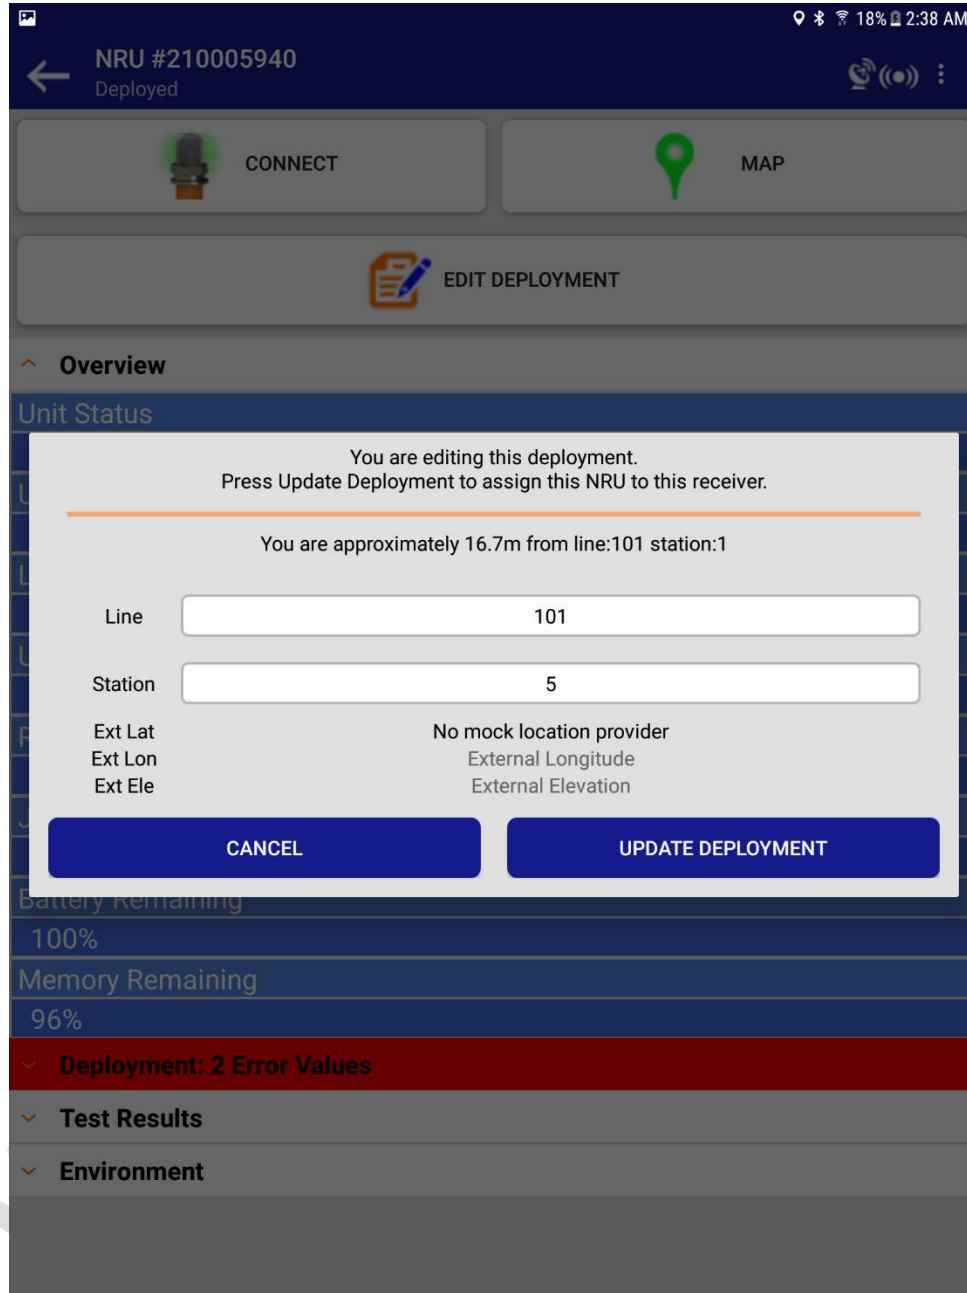 18% 2:38 AM
NRU #210005940
Deployed
CONNECT
MAP
EDIT DEPLOYMENT
Overview
Unit Status
You are editing this deployment.
Press Update Deployment to assign this NRU to this receiver.
You are approximately 16.7m from line:101 station:1
Line 101
Station 5
Ext Lat No mock location provider
Ext Lon External Longitude
Ext Ele External Elevation
CANCEL UPDATE DEPLOYMENT
Battery Remaining
100%
Memory Remaining
96%
Deployment: 2 Error Values
Test Results
Environment